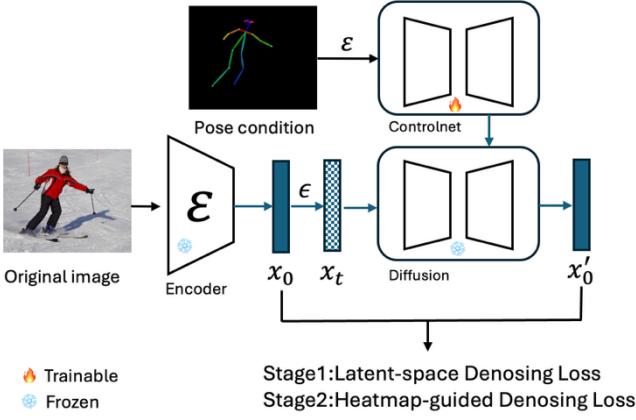 ε
Pose condition
Controlnet
Original image
ℰ
Encoder
x₀
ϵ
xₜ
Diffusion
x₀′
Trainable
Frozen
Stage1:Latent-space Denosing Loss
Stage2:Heatmap-guided Denosing Loss